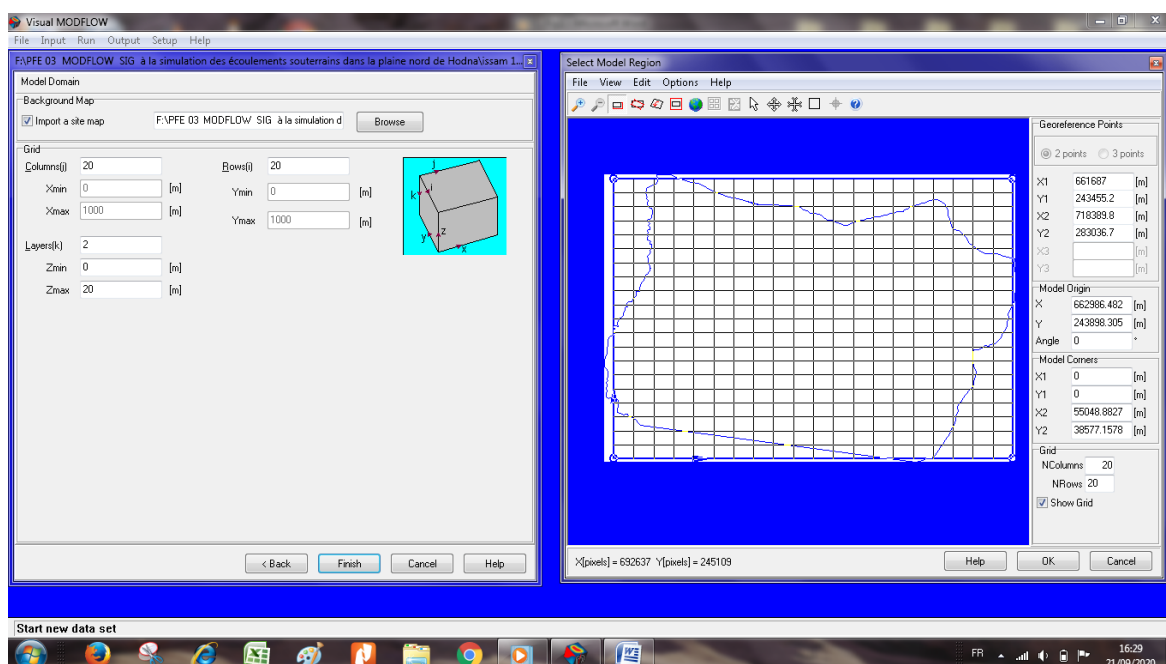 Visual MODFLOW
File Input Run Output Setup Help
F:\PFE 03 MODFLOW SIG à la simulation des écoulements souterrains dans la plaine nord de Hodna\issam 1...
Model Domain
Background Map
Import a site map F:\PFE 03 MODFLOW SIG à la simulation d Browse
Grid
Columns(j) 20 Rows(i) 20
Xmin 0 [m] Ymin 0 [m]
Xmax 1000 [m] Ymax 1000 [m]
Layers(k) 2
Zmin 0 [m]
Zmax 20 [m]
j
k i
z
y x
< Back Finish Cancel Help
Select Model Region
File View Edit Options Help
Georeference Points
2 points 3 points
X1 661687 [m]
Y1 243455.2 [m]
X2 718389.8 [m]
Y2 283036.7 [m]
X3 [m]
Y3 [m]
Model Origin
X 662986.482 [m]
Y 243898.305 [m]
Angle 0 °
Model Corners
X1 0 [m]
Y1 0 [m]
X2 55048.8827 [m]
Y2 38577.1578 [m]
Grid
NColumns 20
NRows 20
Show Grid
X[pixels] = 692637 Y[pixels] = 245109
Help OK Cancel
Start new data set
FR 16:29
21/09/2020